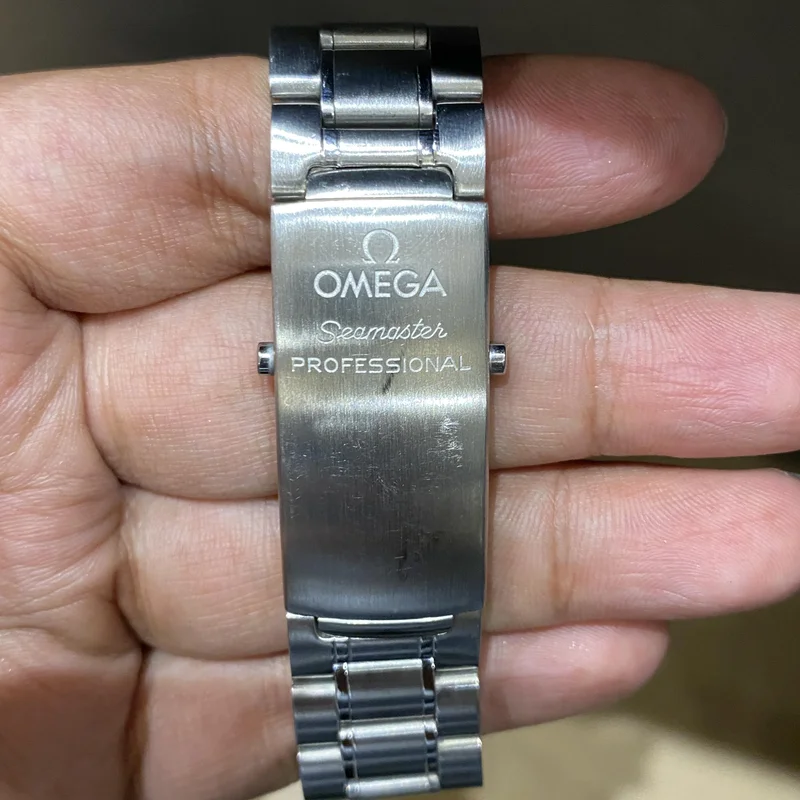 Ω
OMEGA
Seamaster
PROFESSIONAL